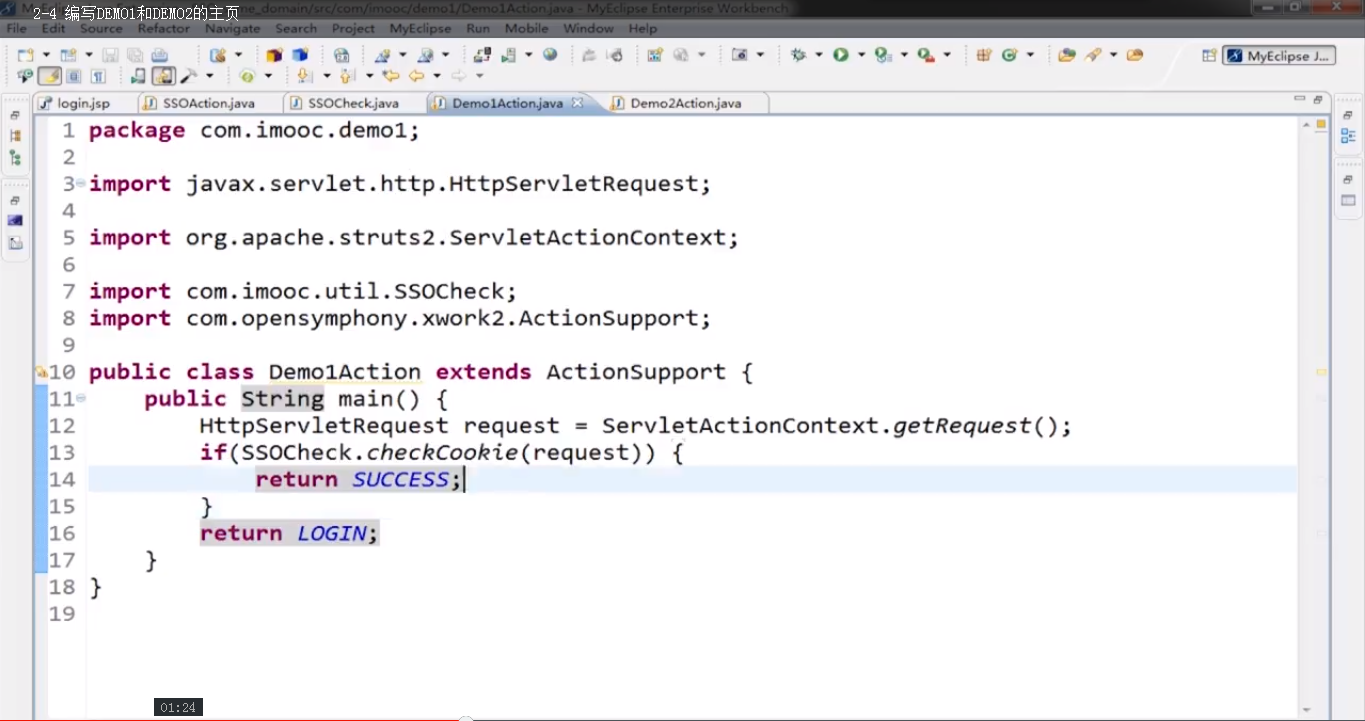 2-4 编写DEMO1和DEMO2的主页
me_domain/src/com/imooc/demo1/Demo1Action.java - MyEclipse Enterprise Workbench
File Edit Source Refactor Navigate Search Project MyEclipse Run Mobile Window Help
MyEclipse J...
login.jsp SSOAction.java SSOCheck.java Demo1Action.java Demo2Action.java
1 package com.imooc.demo1;
2
3 import javax.servlet.http.HttpServletRequest;
4
5 import org.apache.struts2.ServletActionContext;
6
7 import com.imooc.util.SSOCheck;
8 import com.opensymphony.xwork2.ActionSupport;
9
10 public class Demo1Action extends ActionSupport {
11 public String main() {
12 HttpServletRequest request = ServletActionContext.getRequest();
13 if(SSOCheck.checkCookie(request)) {
14 return SUCCESS;
15 }
16 return LOGIN;
17 }
18 }
19
01:24